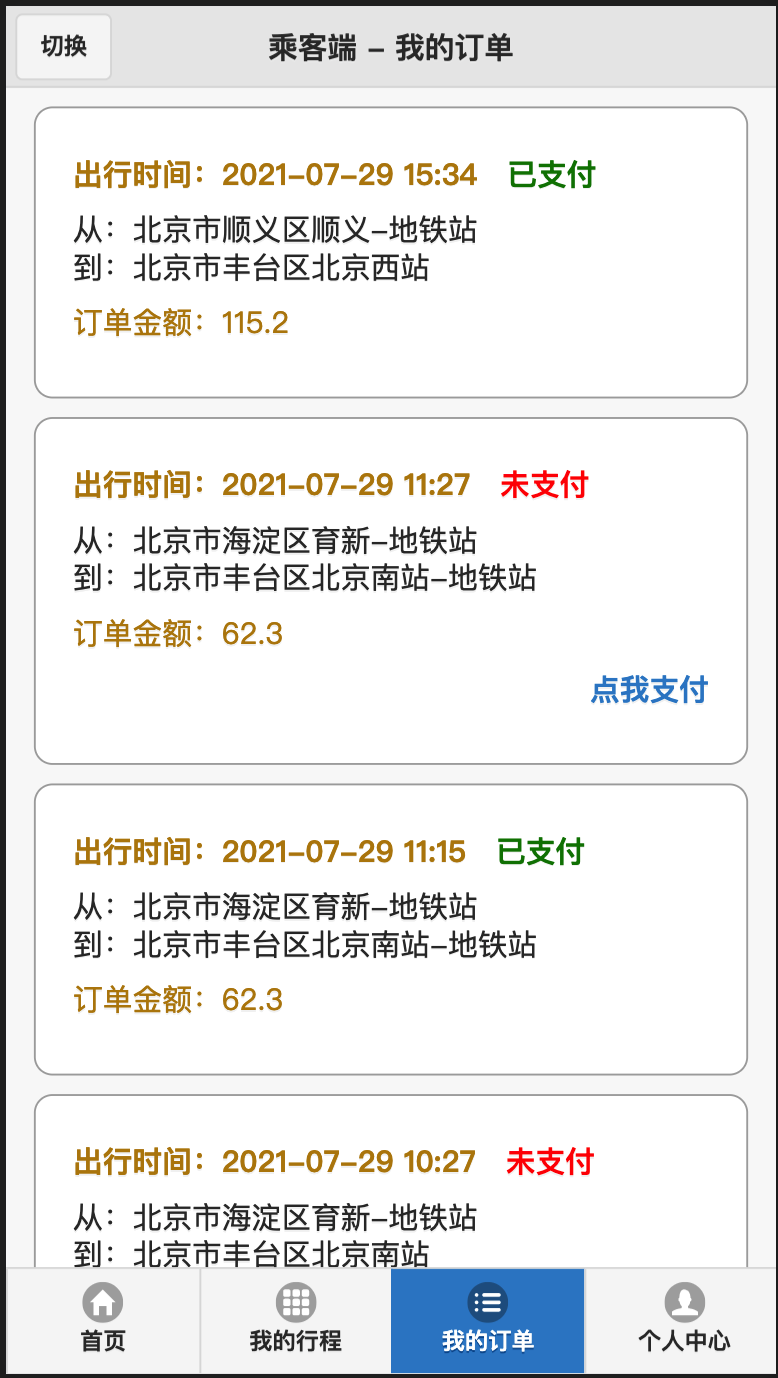 切换
乘客端 – 我的订单
出行时间：2021–07–29 15:34 已支付
从：北京市顺义区顺义–地铁站
到：北京市丰台区北京西站
订单金额：115.2
出行时间：2021–07–29 11:27 未支付
从：北京市海淀区育新–地铁站
到：北京市丰台区北京南站–地铁站
订单金额：62.3
点我支付
出行时间：2021–07–29 11:15 已支付
从：北京市海淀区育新–地铁站
到：北京市丰台区北京南站–地铁站
订单金额：62.3
出行时间：2021–07–29 10:27 未支付
从：北京市海淀区育新–地铁站
到：北京市丰台区北京南站
首页 我的行程 我的订单 个人中心